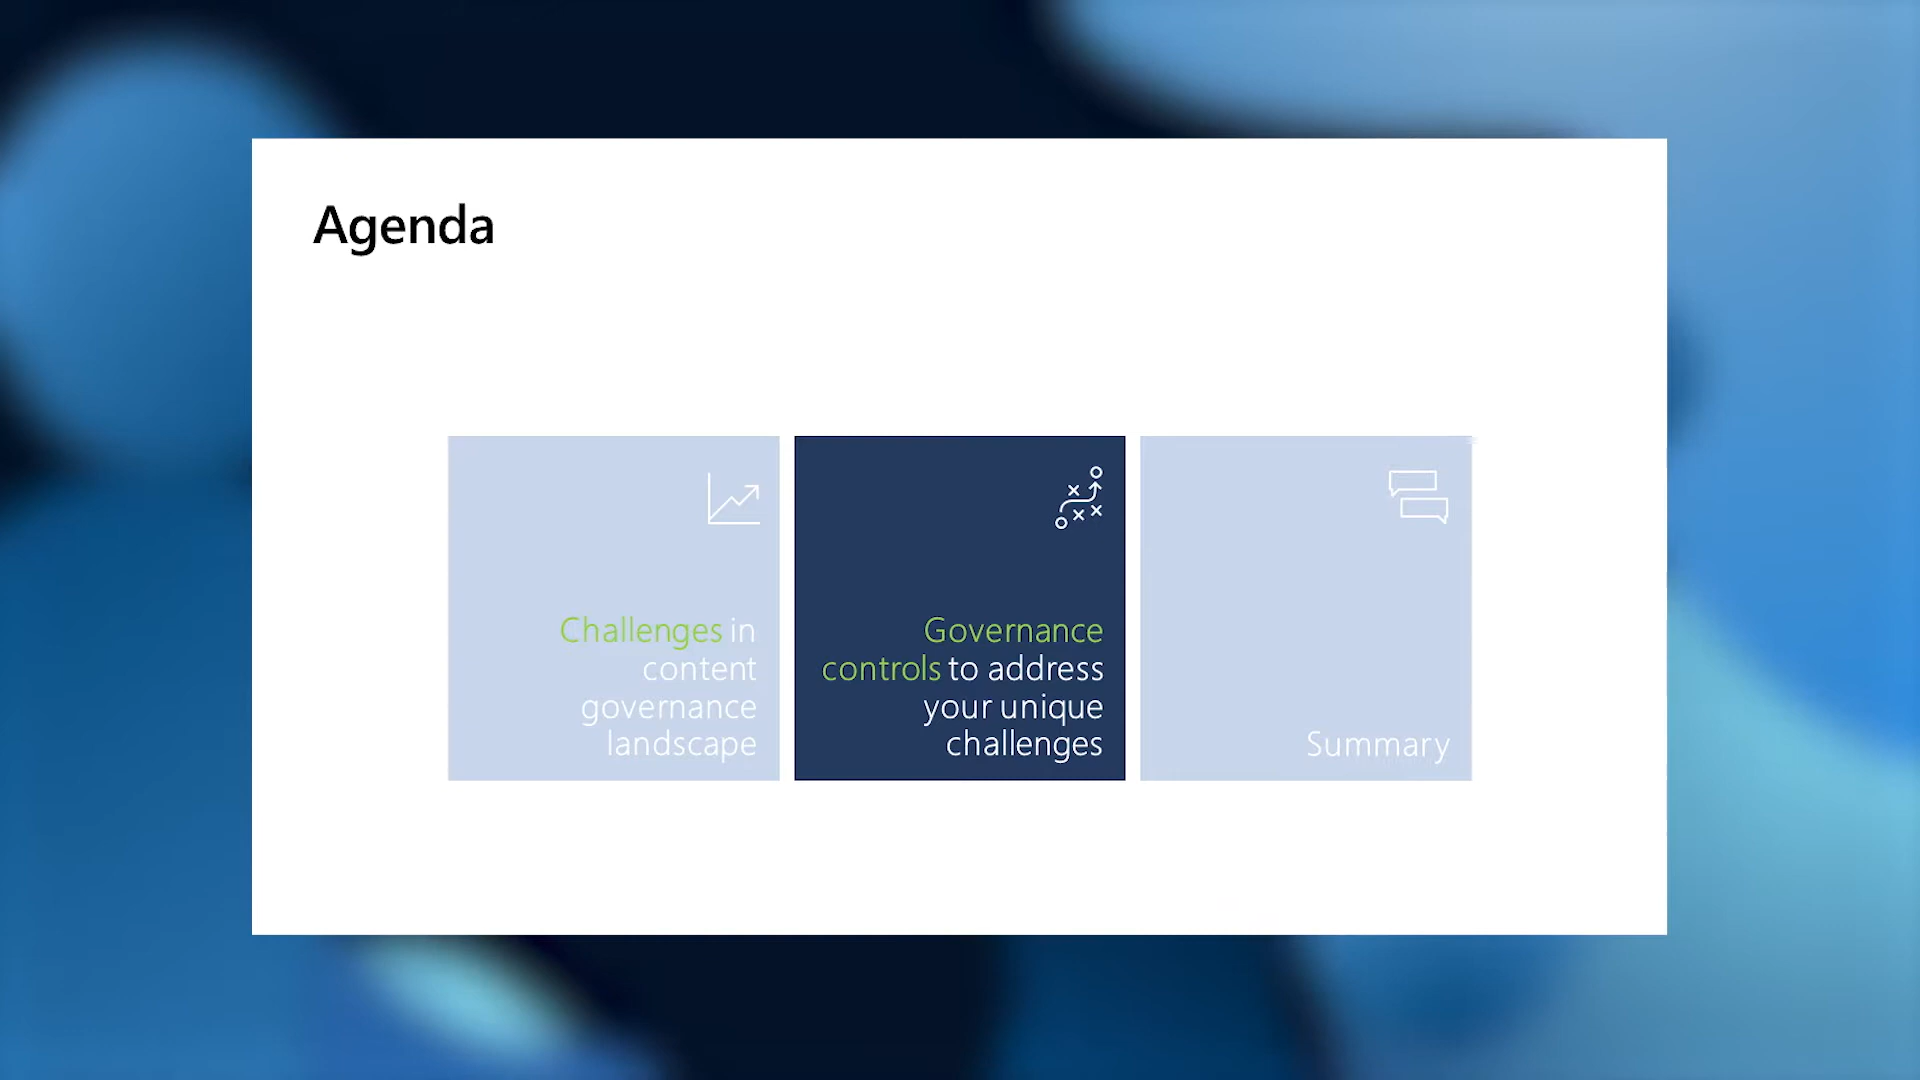 Agenda
Challenges in
content
governance
landscape
Governance
controls to address
your unique
challenges
Summary